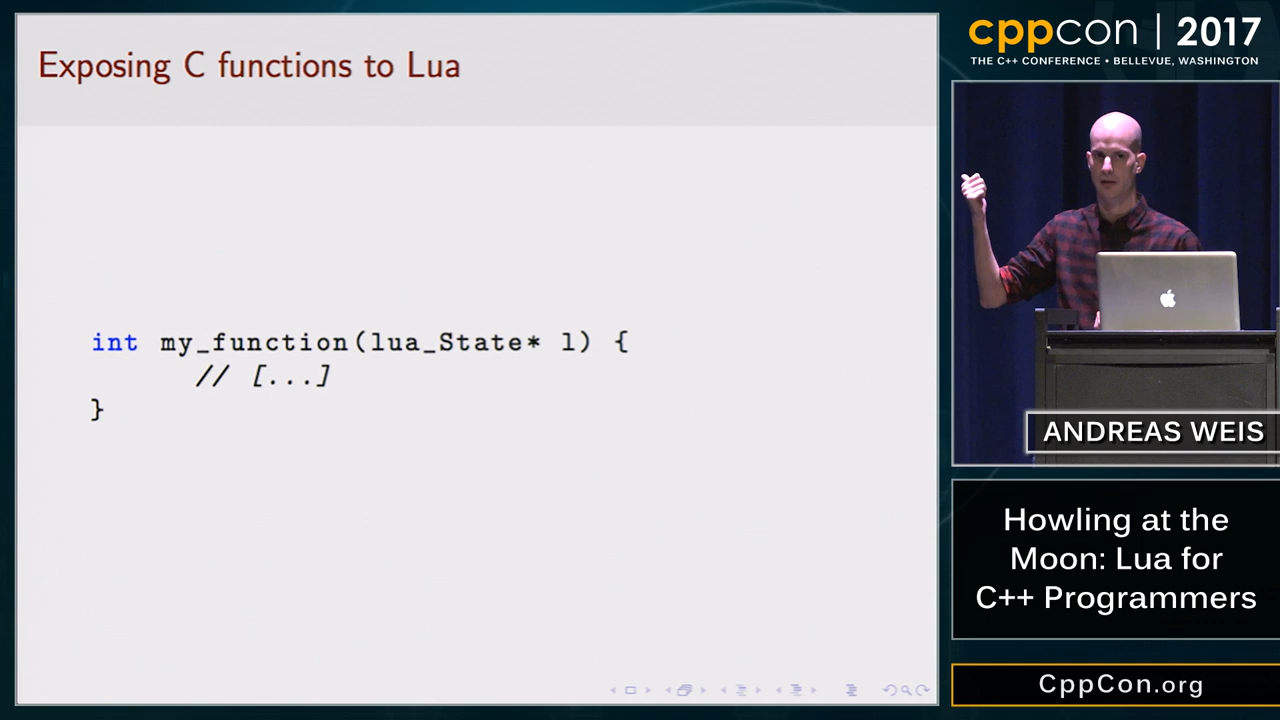 Exposing C functions to Lua
int my_function(lua_State* l) {
// [...]
}
cppcon | 2017
THE C++ CONFERENCE • BELLEVUE, WASHINGTON
ANDREAS WEIS
Howling at the
Moon: Lua for
C++ Programmers
CppCon.org